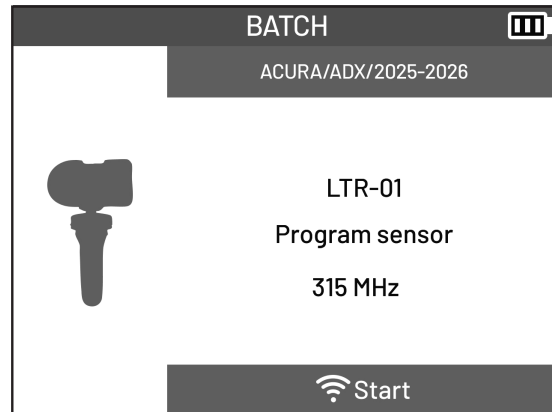 BATCH
ACURA/ADX/2025-2026
LTR-01
Program sensor
315 MHz
Start